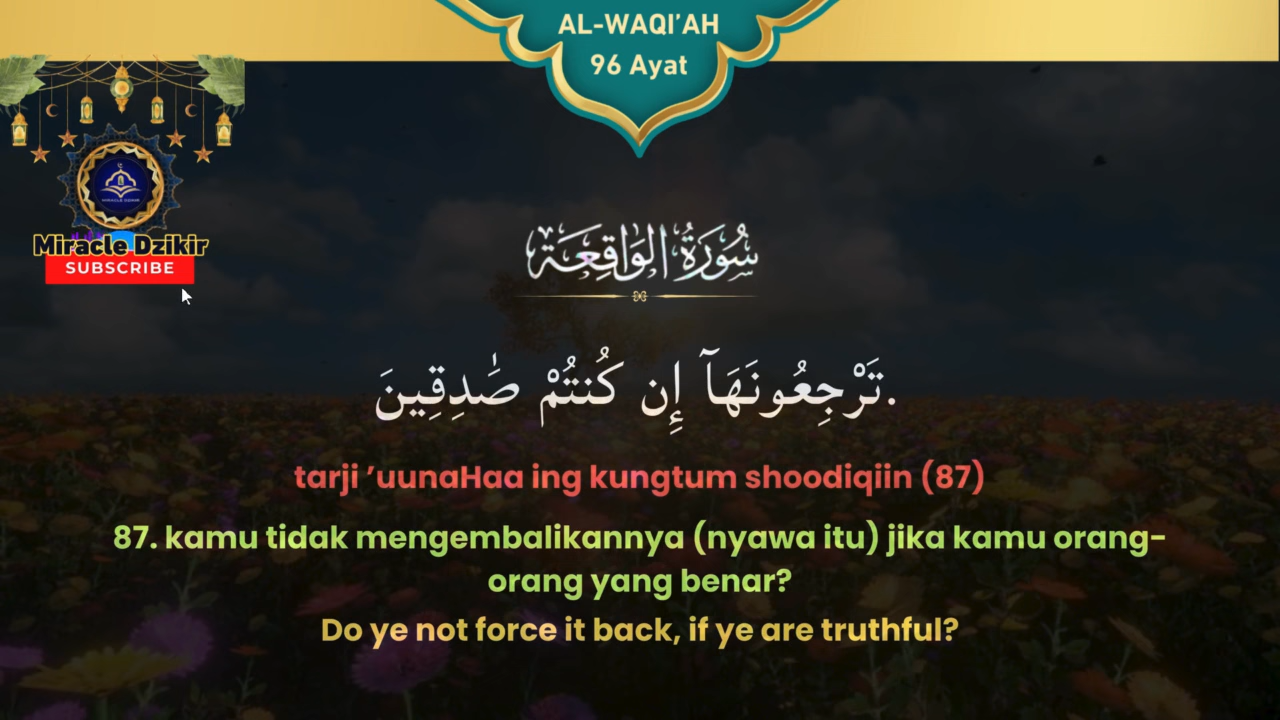 AL-WAQI’AH
96 Ayat
Miracle Dzikir
SUBSCRIBE
سُورَةُ الوَاقِعَة
تَرْجِعُونَهَآ إِن كُنتُمْ صَٰدِقِينَ.
tarji ’uunaHaa ing kungtum shoodiqiin (87)
87. kamu tidak mengembalikannya (nyawa itu) jika kamu orang-
orang yang benar?
Do ye not force it back, if ye are truthful?